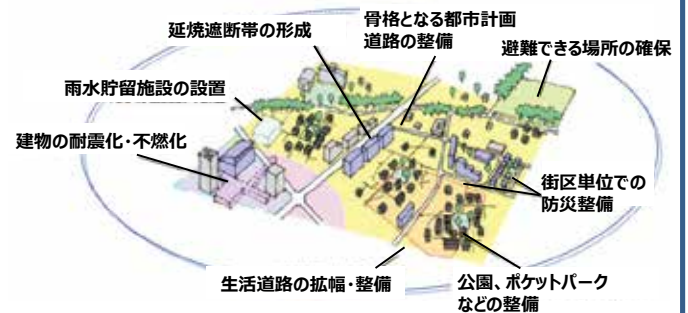 延焼遮断帯の形成
骨格となる都市計画
道路の整備
避難できる場所の確保
雨水貯留施設の設置
建物の耐震化・不燃化
街区単位での
防災整備
生活道路の拡幅・整備
公園、ポケットパーク
などの整備